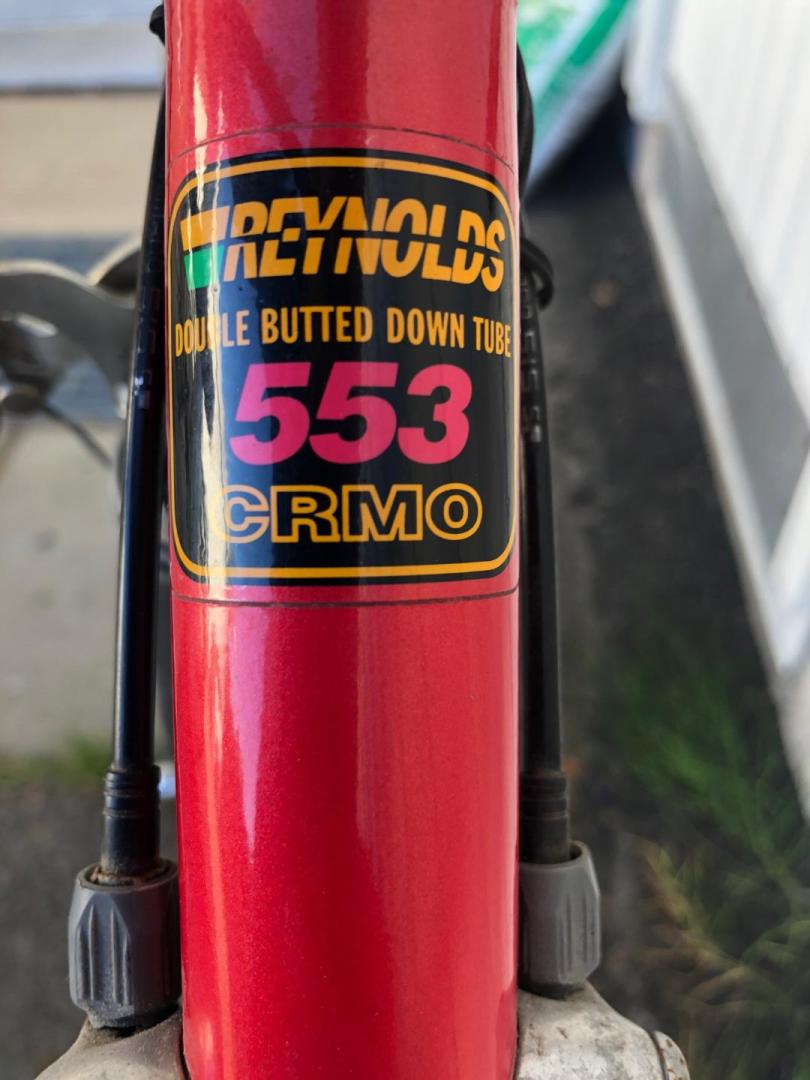 REYNOLDS
DOUBLE BUTTED DOWN TUBE
553
CRMO